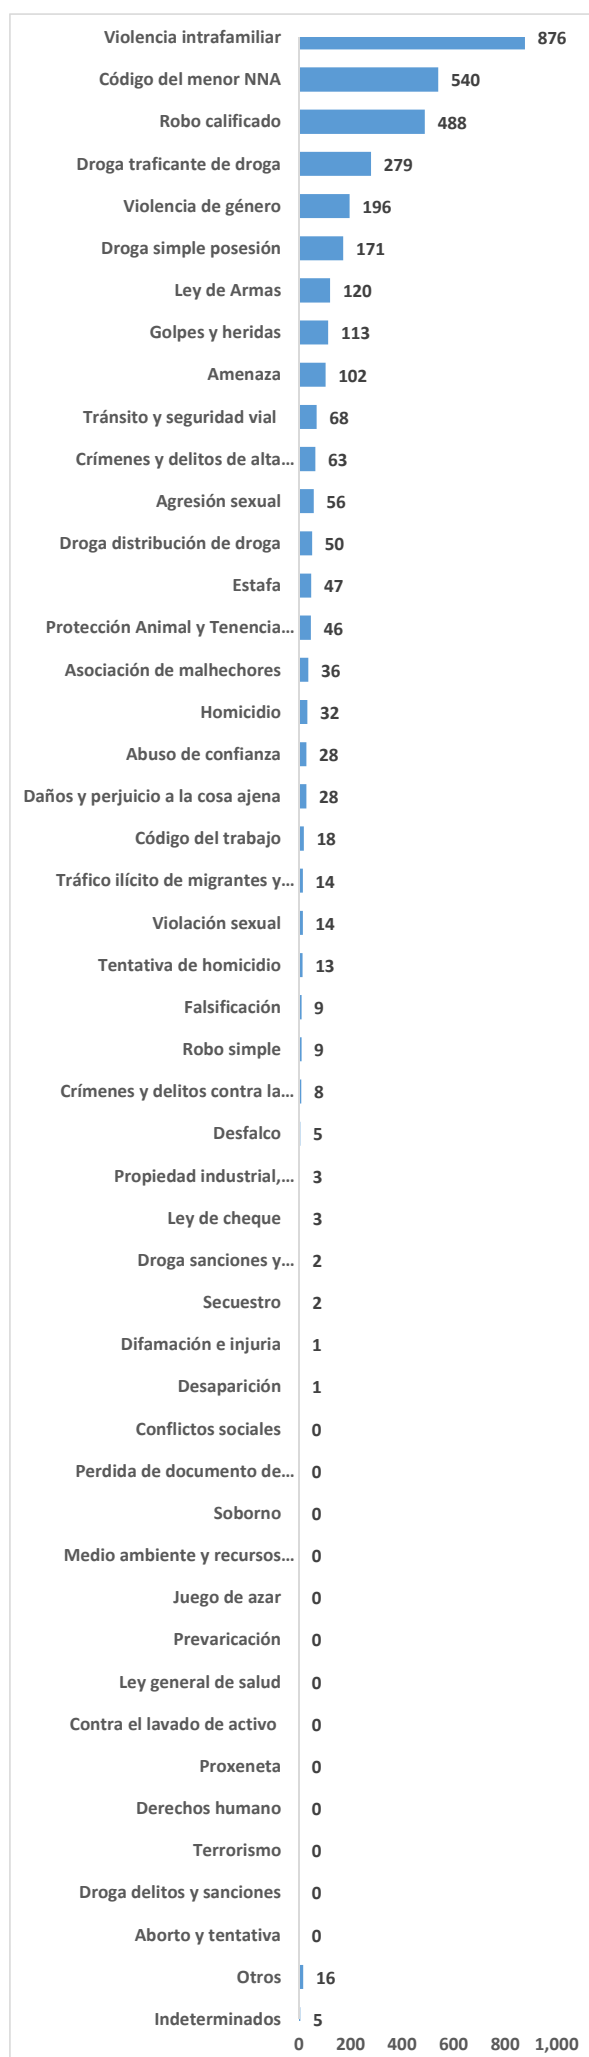 Violencia intrafamiliar 876
Código del menor NNA 540
Robo calificado 488
Droga traficante de droga 279
Violencia de género 196
Droga simple posesión 171
Ley de Armas 120
Golpes y heridas 113
Amenaza 102
Tránsito y seguridad vial 68
Crímenes y delitos de alta... 63
Agresión sexual 56
Droga distribución de droga 50
Estafa 47
Protección Animal y Tenencia... 46
Asociación de malhechores 36
Homicidio 32
Abuso de confianza 28
Daños y perjuicio a la cosa ajena 28
Código del trabajo 18
Tráfico ilícito de migrantes y... 14
Violación sexual 14
Tentativa de homicidio 13
Falsificación 9
Robo simple 9
Crímenes y delitos contra la... 8
Desfalco 5
Propiedad industrial,... 3
Ley de cheque 3
Droga sanciones y... 2
Secuestro 2
Difamación e injuria 1
Desaparición 1
Conflictos sociales 0
Perdida de documento de... 0
Soborno 0
Medio ambiente y recursos... 0
Juego de azar 0
Prevaricación 0
Ley general de salud 0
Contra el lavado de activo 0
Proxeneta 0
Derechos humano 0
Terrorismo 0
Droga delitos y sanciones 0
Aborto y tentativa 0
Otros 16
Indeterminados 5
0 200 400 600 800 1,000